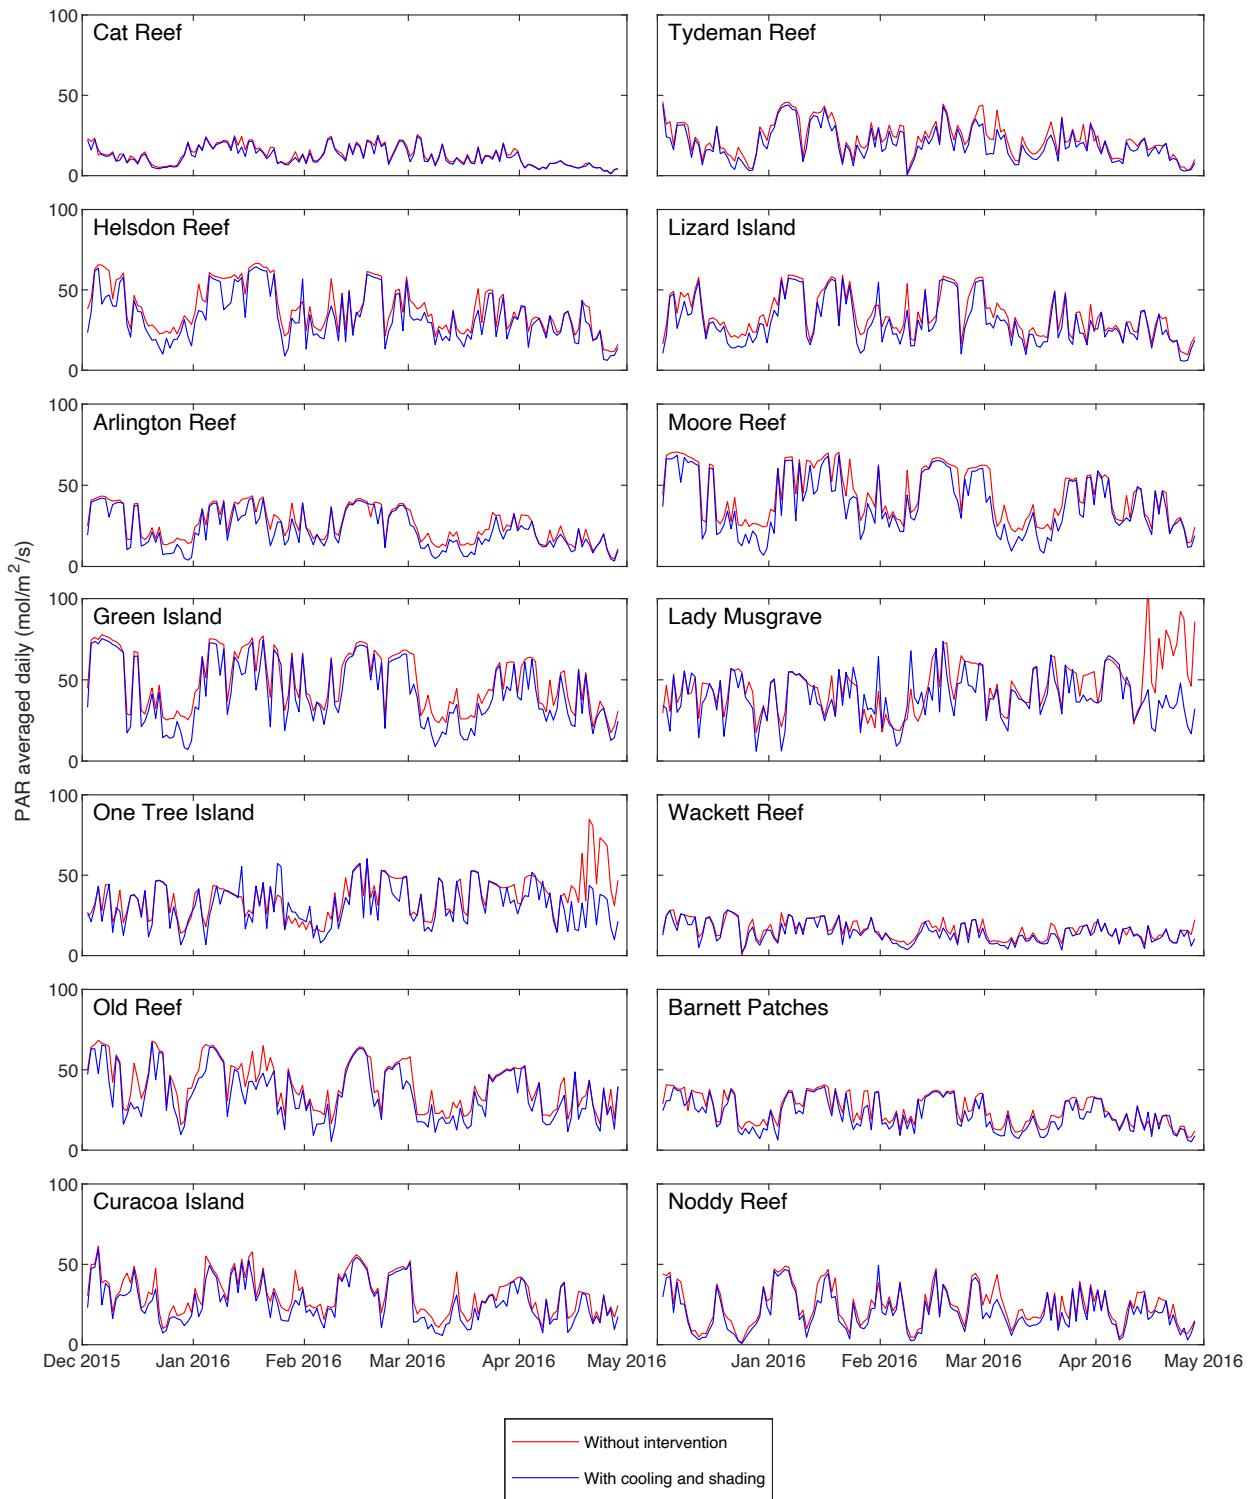 Cat Reef
Tydeman Reef
100
50
0
Helsdon Reef
Lizard Island
100
50
0
Arlington Reef
Moore Reef
100
50
0
Green Island
Lady Musgrave
100
50
0
One Tree Island
Wackett Reef
100
50
0
Old Reef
Barnett Patches
100
50
0
Curacoa Island
Noddy Reef
100
50
0
PAR averaged daily (mol/m²/s)
Dec 2015 Jan 2016 Feb 2016 Mar 2016 Apr 2016 May 2016
Jan 2016 Feb 2016 Mar 2016 Apr 2016 May 2016
Without intervention
With cooling and shading